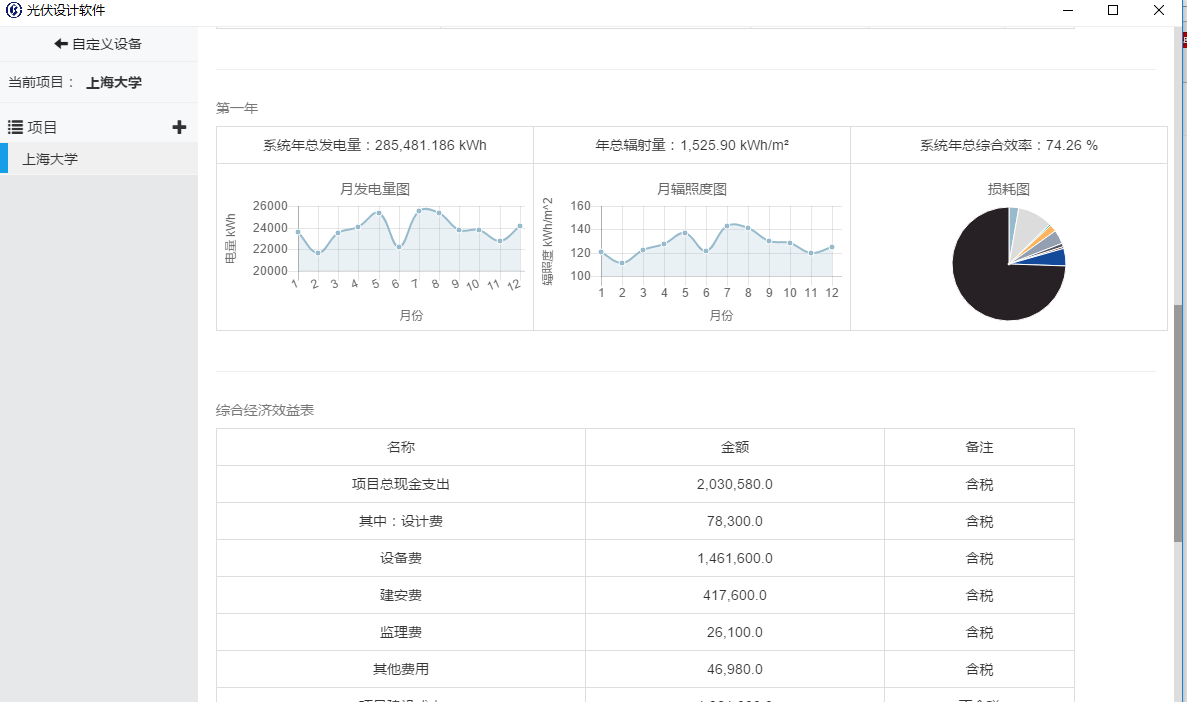 光伏设计软件
自定义设备
当前项目： 上海大学
项目
上海大学
第一年
系统年总发电量：285,481.186 kWh 年总辐射量：1,525.90 kWh/m² 系统年总综合效率：74.26 %
月发电量图
电量 kWh
26000
24000
22000
20000
1 2 3 4 5 6 7 8 9 10 11 12
月份
月辐照度图
辐照度 kWh/m^2
160
140
120
100
1 2 3 4 5 6 7 8 9 10 11 12
月份
损耗图
综合经济效益表
名称 金额 备注
项目总现金支出 2,030,580.0 含税
其中：设计费 78,300.0 含税
设备费 1,461,600.0 含税
建安费 417,600.0 含税
监理费 26,100.0 含税
其他费用 46,980.0 含税